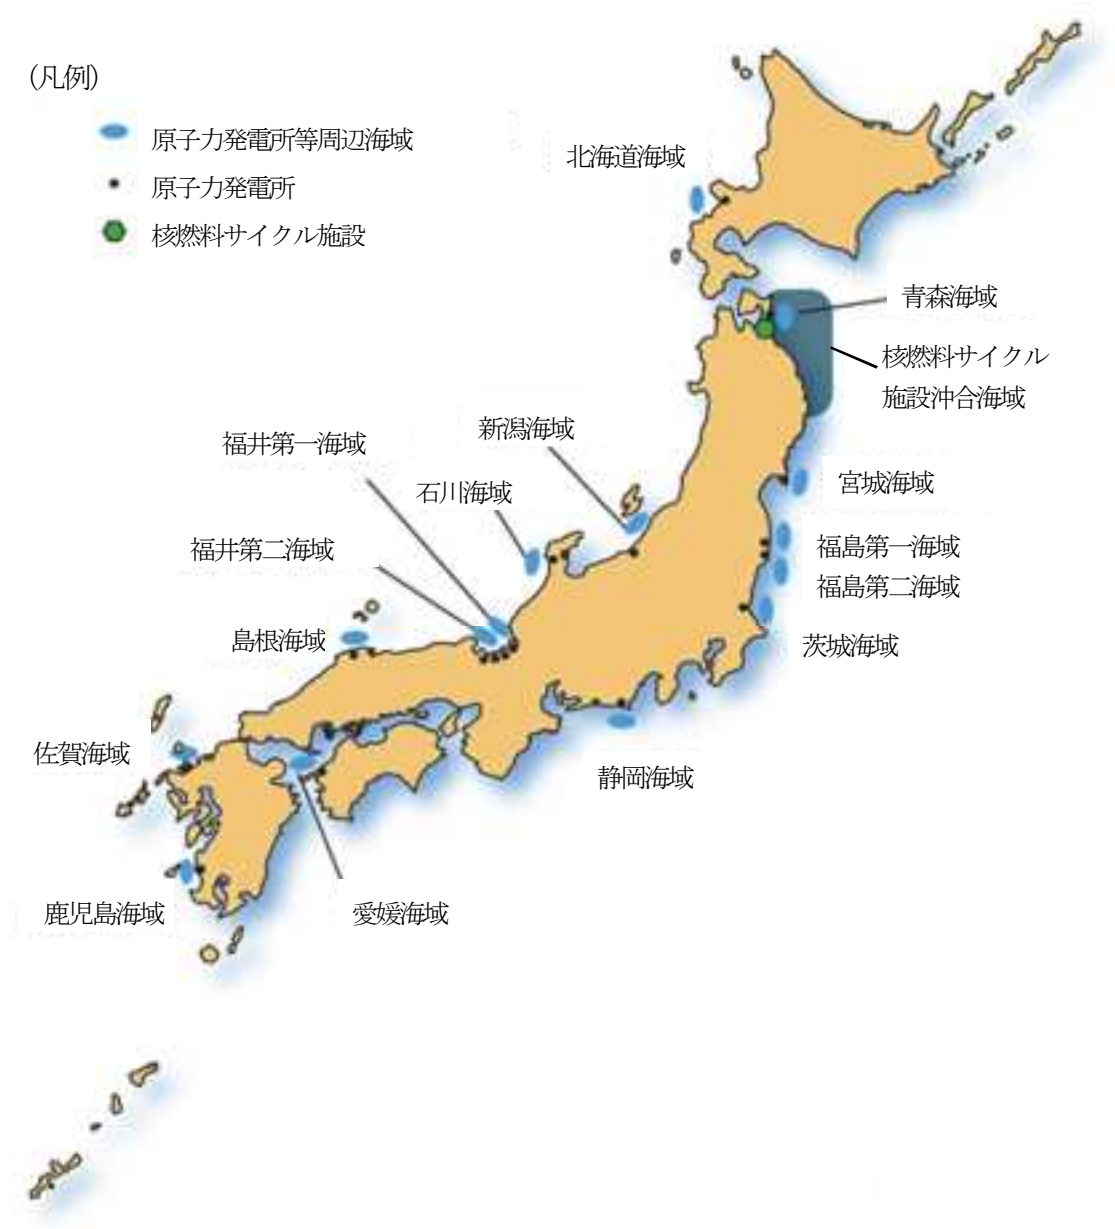 (凡例)
原子力発電所等周辺海域
原子力発電所
核燃料サイクル施設
北海道海域
青森海域
核燃料サイクル
施設沖合海域
新潟海域
福井第一海域
石川海域
宮城海域
福井第二海域
福島第一海域
福島第二海域
島根海域
茨城海域
佐賀海域
静岡海域
鹿児島海域
愛媛海域